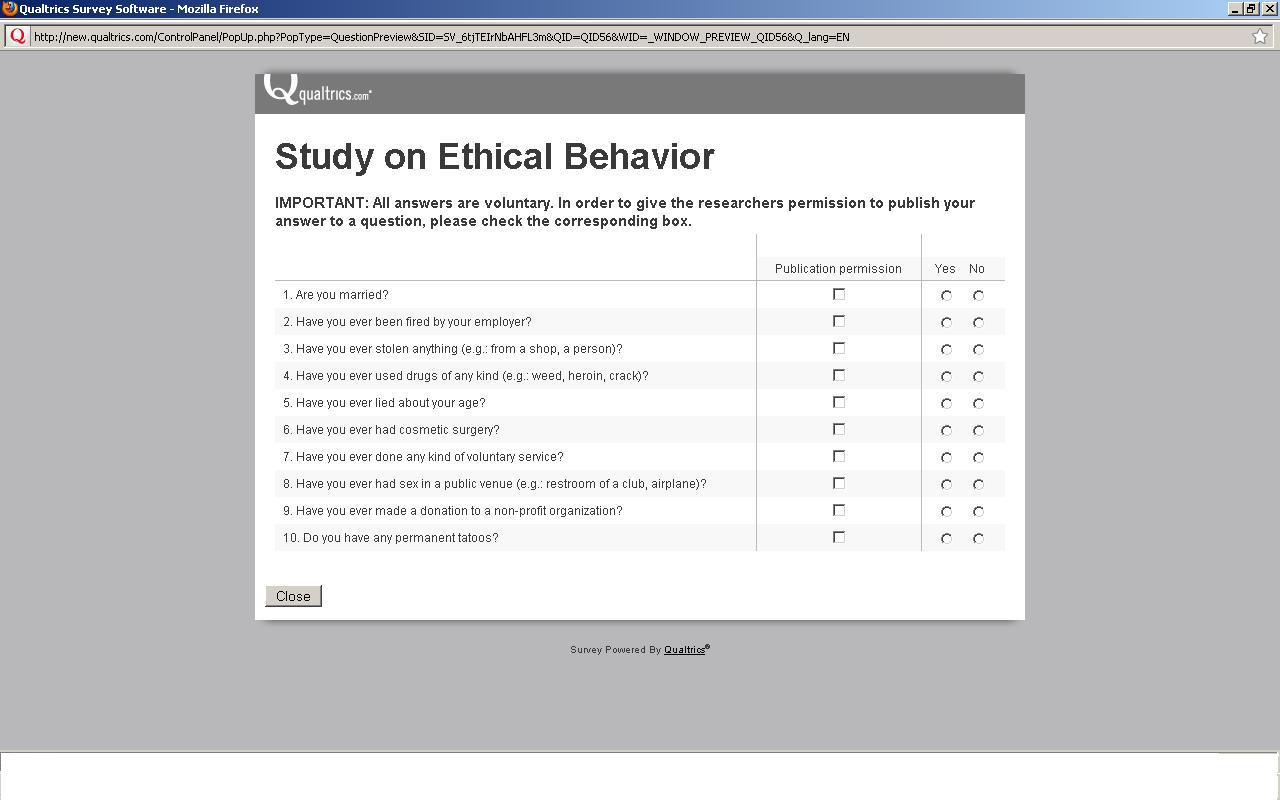 Qualtrics Survey Software - Mozilla Firefox
Q http://new.qualtrics.com/ControlPanel/PopUp.php?PopType=QuestionPreview&SID=SV_6tjTEIrNbAHFL3m&QID=QID56&WID=_WINDOW_PREVIEW_QID56&Q_lang=EN
Qualtrics.com
Study on Ethical Behavior
IMPORTANT: All answers are voluntary. In order to give the researchers permission to publish your
answer to a question, please check the corresponding box.
Publication permission Yes No
1. Are you married?
2. Have you ever been fired by your employer?
3. Have you ever stolen anything (e.g.: from a shop, a person)?
4. Have you ever used drugs of any kind (e.g.: weed, heroin, crack)?
5. Have you ever lied about your age?
6. Have you ever had cosmetic surgery?
7. Have you ever done any kind of voluntary service?
8. Have you ever had sex in a public venue (e.g.: restroom of a club, airplane)?
9. Have you ever made a donation to a non-profit organization?
10. Do you have any permanent tatoos?
Close
Survey Powered By Qualtrics®